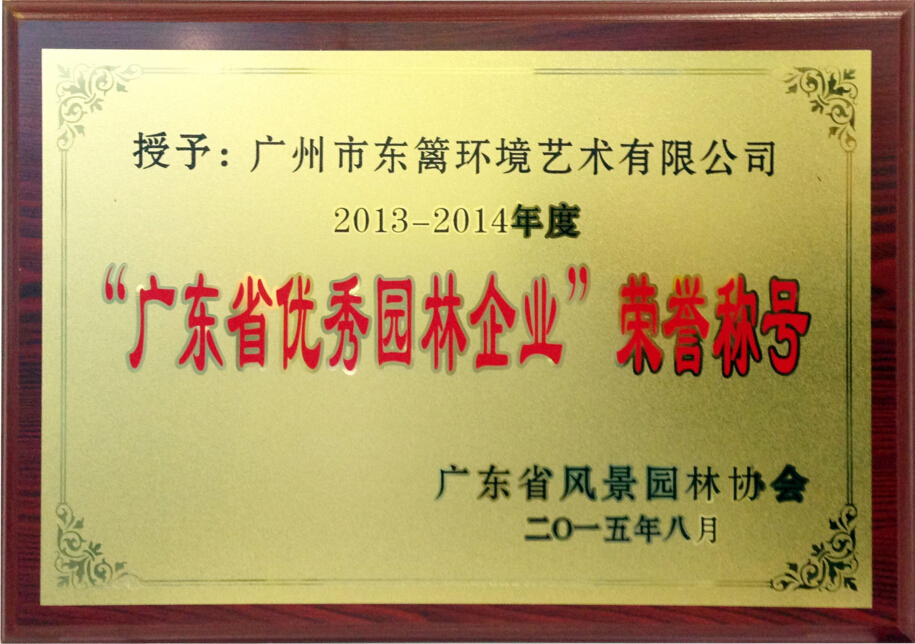 授予：广州市东篱环境艺术有限公司
2013-2014年度
“广东省优秀园林企业”荣誉称号
广东省风景园林协会
二〇一五年八月